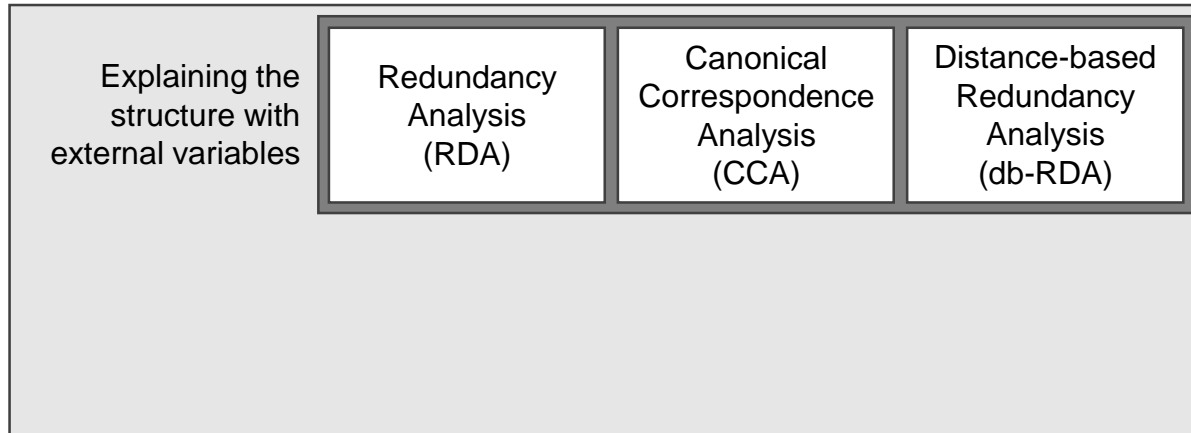 Explaining the
structure with
external variables
Redundancy
Analysis
(RDA)
Canonical
Correspondence
Analysis
(CCA)
Distance-based
Redundancy
Analysis
(db-RDA)